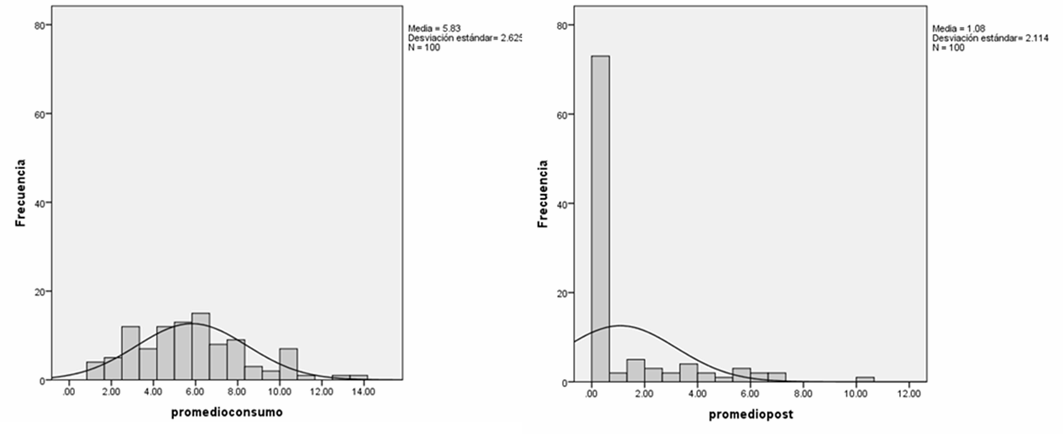 80
60
40
20
0
Frecuencia
.00 2.00 4.00 6.00 8.00 10.00 12.00 14.00
promedioconsumo
Media = 5.83
Desviación estándar= 2.625
N = 100
80
60
40
20
0
Frecuencia
.00 2.00 4.00 6.00 8.00 10.00 12.00
promediopost
Media = 1.08
Desviación estándar= 2.114
N = 100